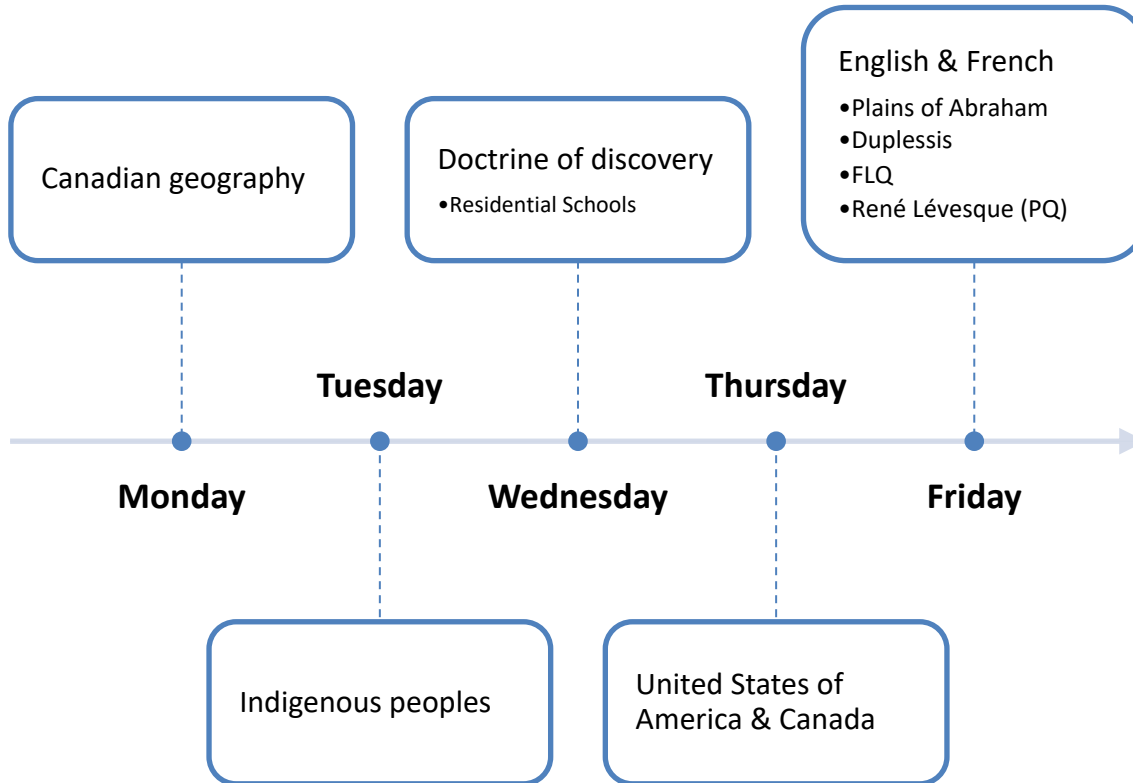 English & French
•Plains of Abraham
•Duplessis
•FLQ
•René Lévesque (PQ)
Canadian geography
Doctrine of discovery
•Residential Schools
Tuesday
Thursday
Monday
Wednesday
Friday
Indigenous peoples
United States of
America & Canada